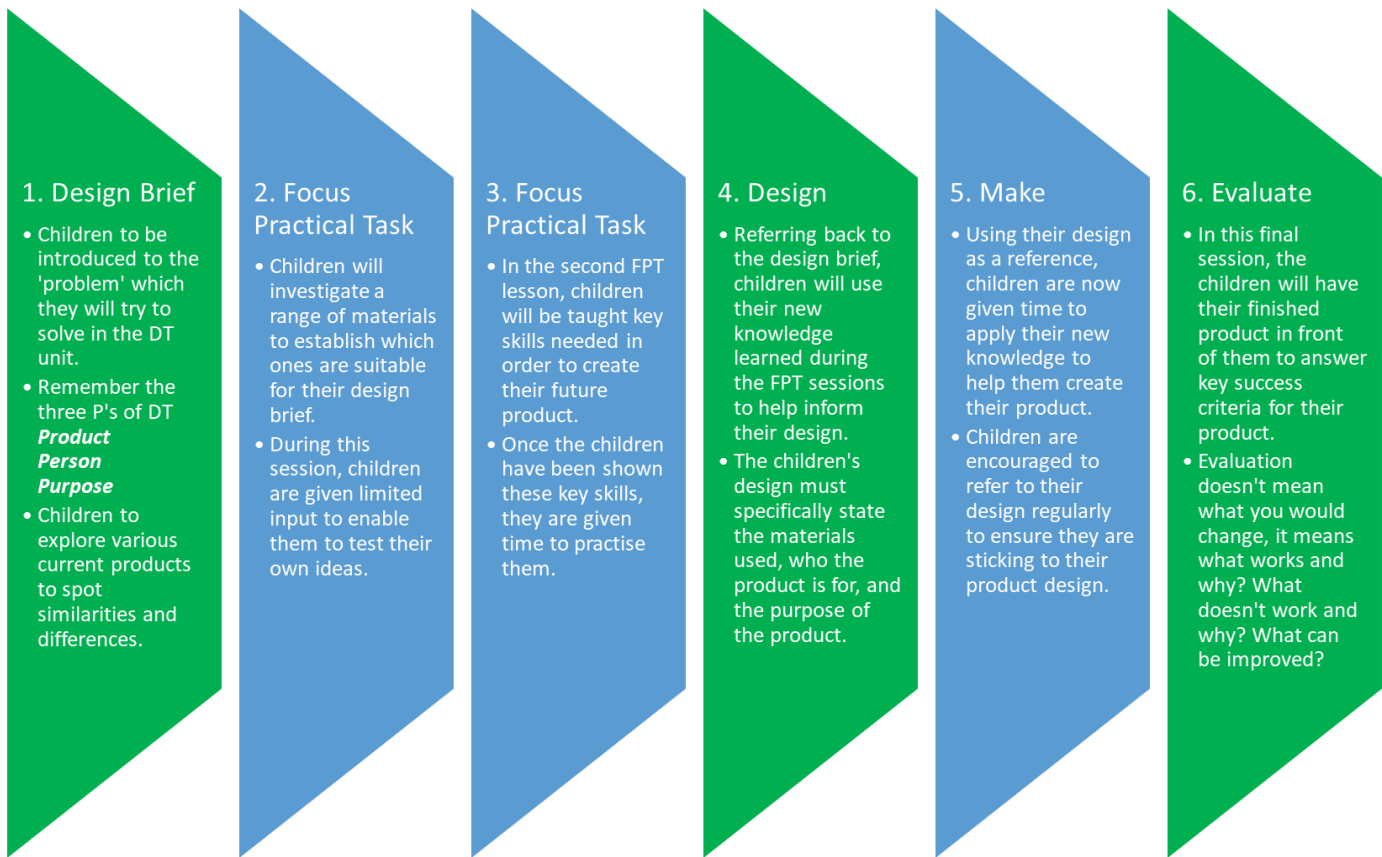 1. Design Brief
• Children to be
introduced to the
'problem' which
they will try to
solve in the DT
unit.
• Remember the
three P's of DT
Product
Person
Purpose
• Children to
explore various
current products
to spot
similarities and
differences.
2. Focus
Practical Task
• Children will
investigate a
range of materials
to establish which
ones are suitable
for their design
brief.
• During this
session, children
are given limited
input to enable
them to test their
own ideas.
3. Focus
Practical Task
• In the second FPT
lesson, children
will be taught key
skills needed in
order to create
their future
product.
• Once the children
have been shown
these key skills,
they are given
time to practise
them.
4. Design
• Referring back to
the design brief,
children will use
their new
knowledge
learned during
the FPT sessions
to help inform
their design.
• The children's
design must
specifically state
the materials
used, who the
product is for, and
the purpose of
the product.
5. Make
• Using their design
as a reference,
children are now
given time to
apply their new
knowledge to
help them create
their product.
• Children are
encouraged to
refer to their
design regularly
to ensure they are
sticking to their
product design.
6. Evaluate
• In this final
session, the
children will have
their finished
product in front
of them to answer
key success
criteria for their
product.
• Evaluation
doesn't mean
what you would
change, it means
what works and
why? What
doesn't work and
why? What can
be improved?